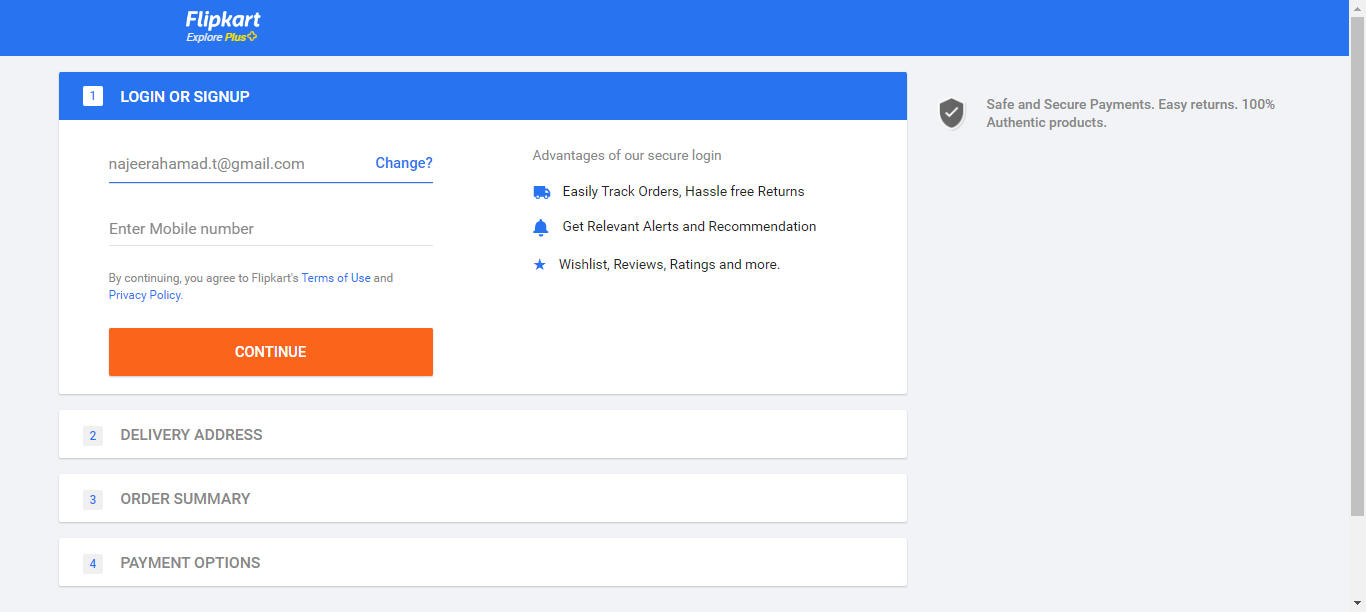 Flipkart
Explore Plus
1 LOGIN OR SIGNUP
najeerahamad.t@gmail.com Change?
Enter Mobile number
By continuing, you agree to Flipkart's Terms of Use and
Privacy Policy.
CONTINUE
Advantages of our secure login
Easily Track Orders, Hassle free Returns
Get Relevant Alerts and Recommendation
Wishlist, Reviews, Ratings and more.
Safe and Secure Payments. Easy returns. 100%
Authentic products.
2 DELIVERY ADDRESS
3 ORDER SUMMARY
4 PAYMENT OPTIONS